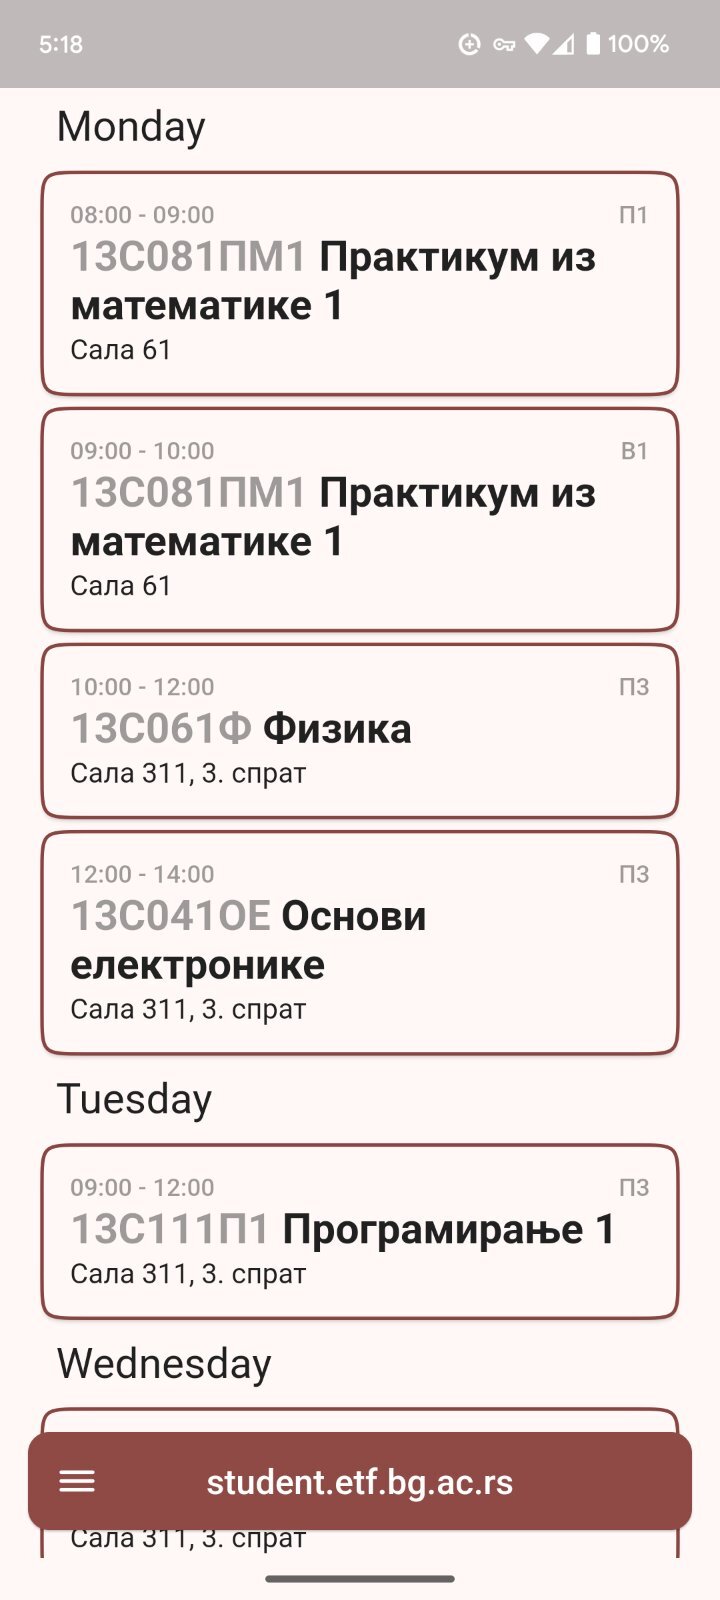 5:18
100%
Monday
08:00 - 09:00
П1
13С081ПМ1 Практикум из
математике 1
Сала 61
09:00 - 10:00
В1
13С081ПМ1 Практикум из
математике 1
Сала 61
10:00 - 12:00
П3
13С061Ф Физика
Сала 311, 3. спрат
12:00 - 14:00
П3
13С041ОЕ Основи
електронике
Сала 311, 3. спрат
Tuesday
09:00 - 12:00
П3
13С111П1 Програмирање 1
Сала 311, 3. спрат
Wednesday
student.etf.bg.ac.rs
Сала 311, 3. спрат